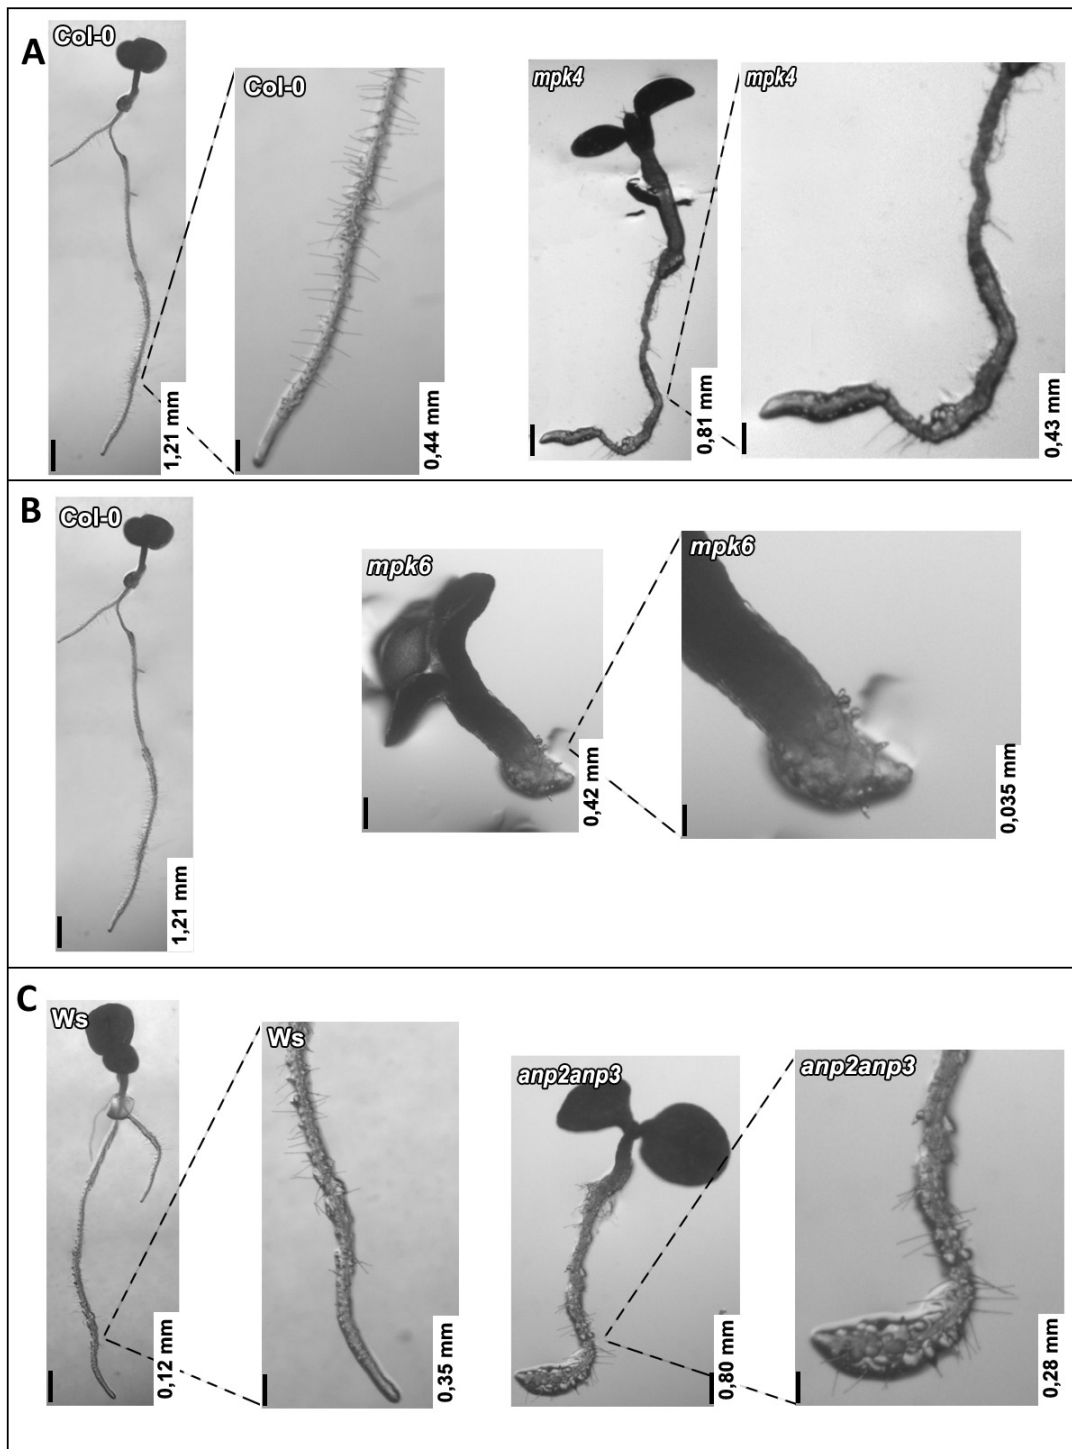 A
Col-0
1,21 mm
Col-0
0,44 mm
mpk4
0,81 mm
mpk4
0,43 mm
B
Col-0
1,21 mm
mpk6
0,42 mm
mpk6
0,035 mm
C
Ws
0,12 mm
Ws
0,35 mm
anp2anp3
0,80 mm
anp2anp3
0,28 mm